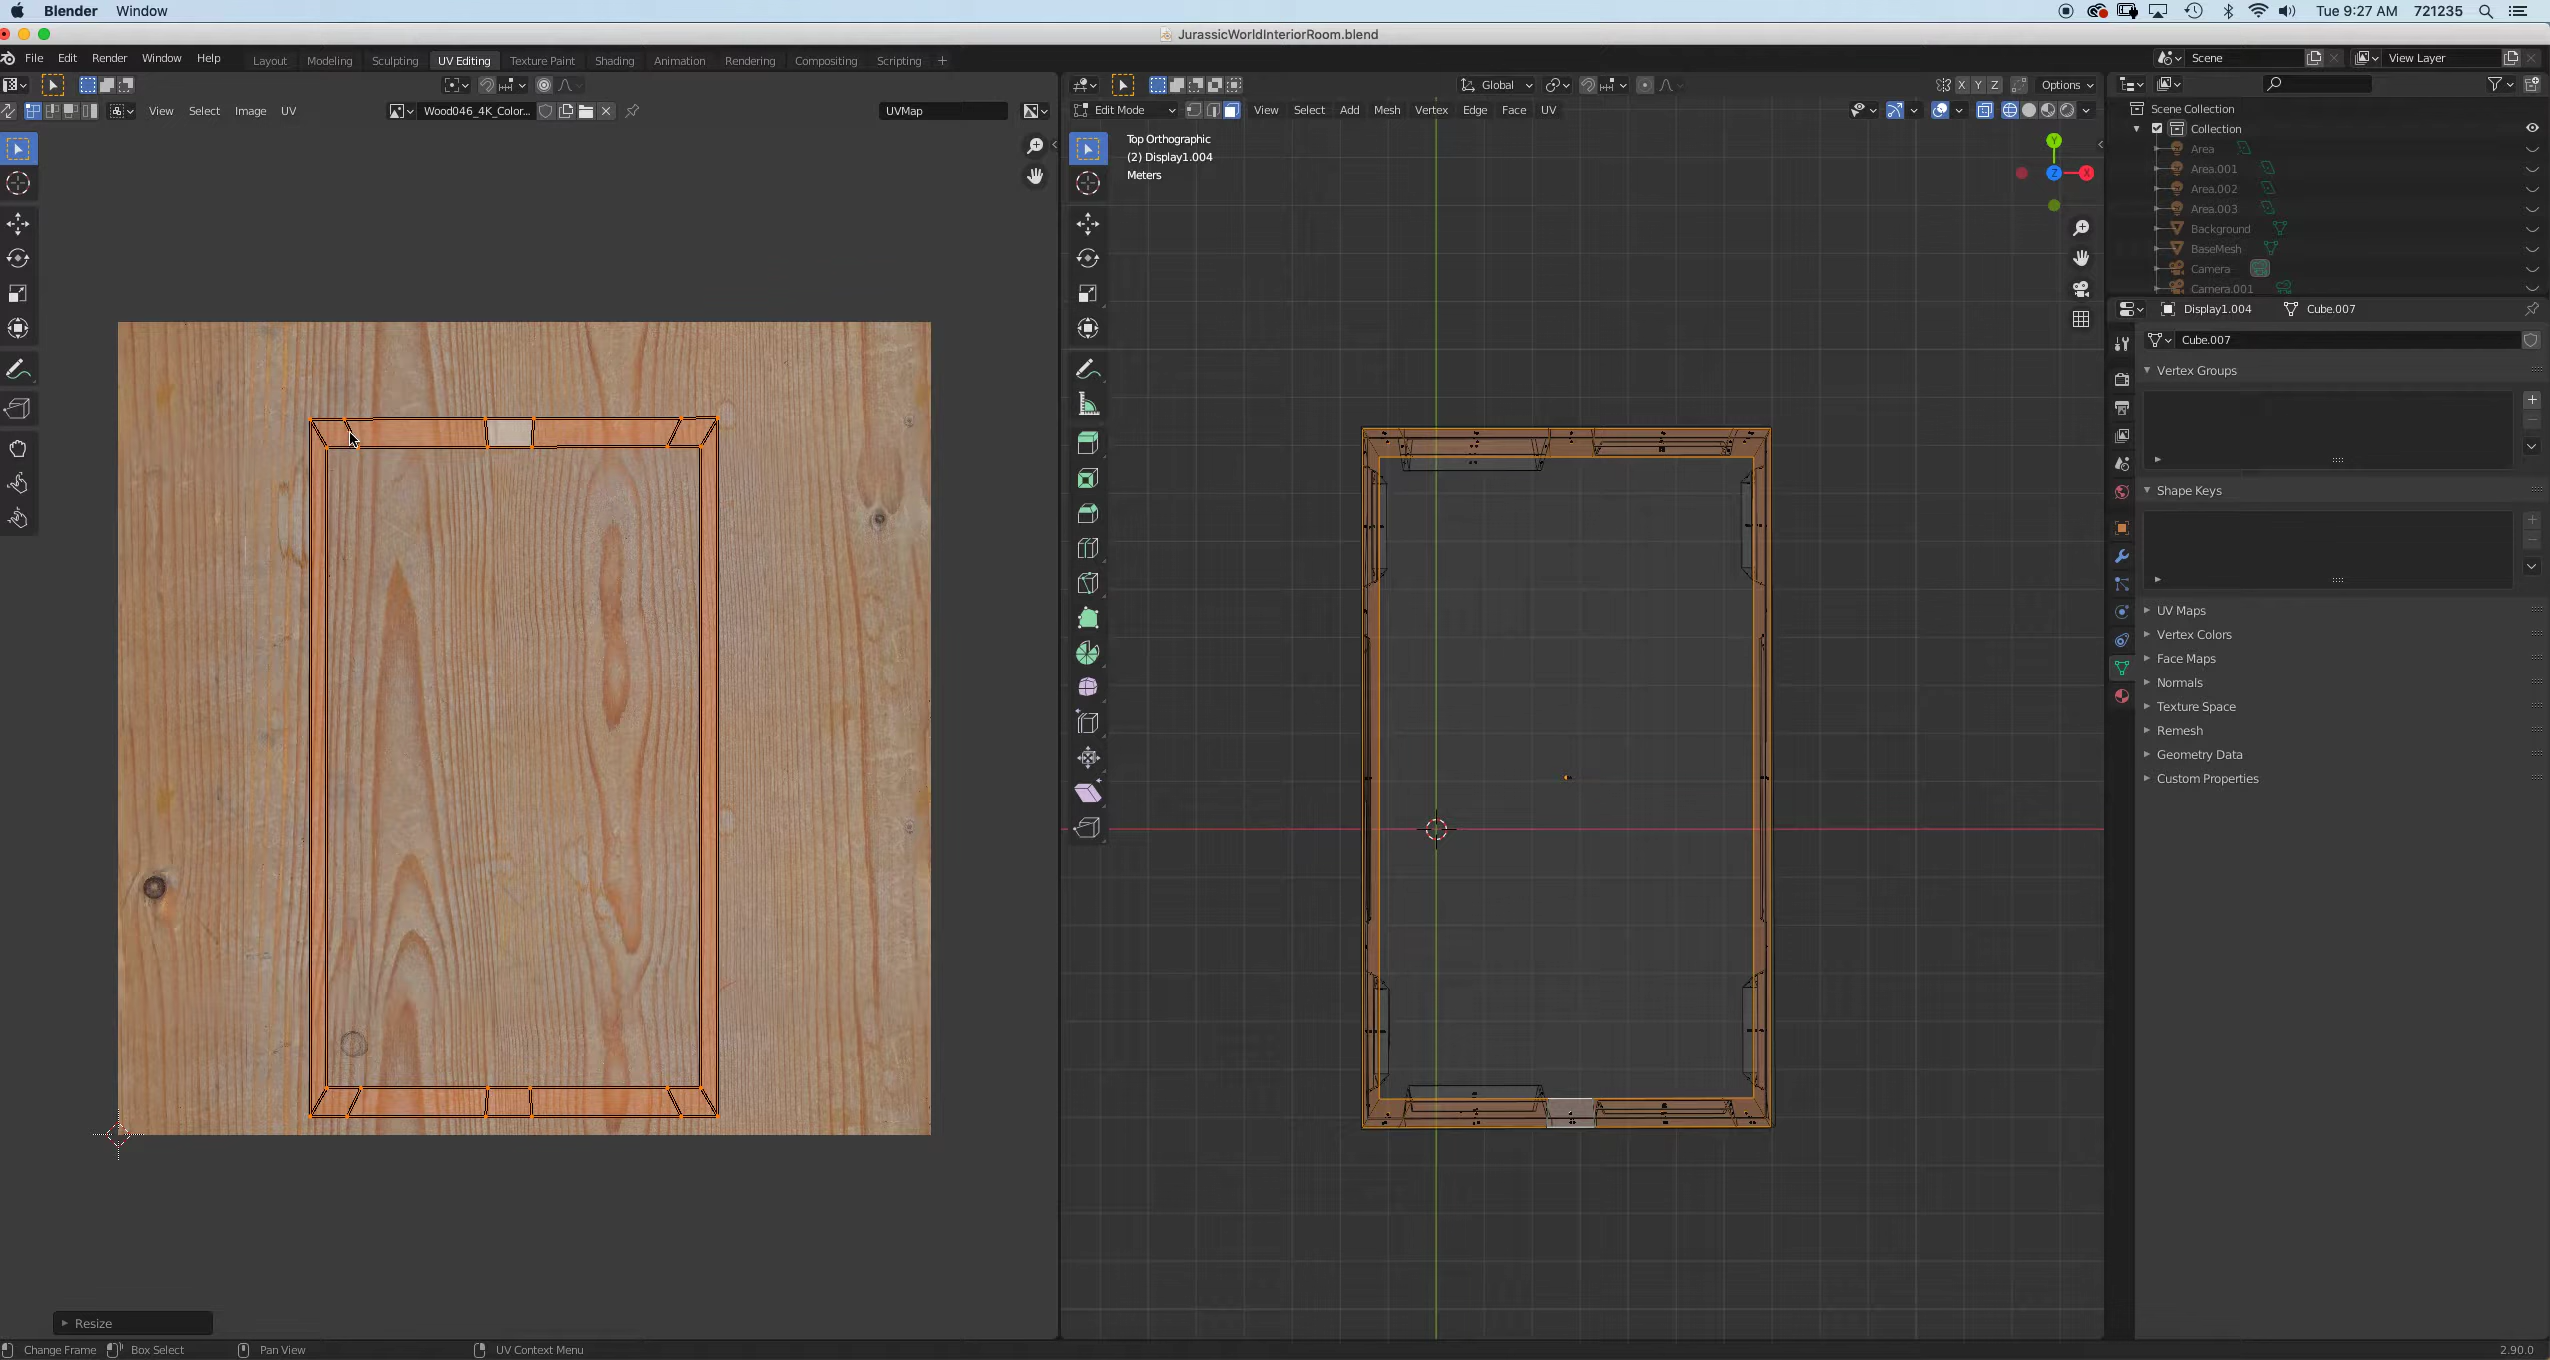 Blender Window
Tue 9:27 AM 721235
JurassicWorldInteriorRoom.blend
File Edit Render Window Help Layout Modeling Sculpting UV Editing Texture Paint Shading Animation Rendering Compositing Scripting +
Scene View Layer
Global X Y Z Options
View Select Image UV Wood046_4K_Color... UVMap
Edit Mode View Select Add Mesh Vertex Edge Face UV
Scene Collection
Collection
Area
Area.001
Area.002
Area.003
Background
BaseMesh
Camera
Camera.001
Top Orthographic
(2) Display1.004
Meters
Y
Z X
Display1.004 Cube.007
Cube.007
Vertex Groups
Shape Keys
UV Maps
Vertex Colors
Face Maps
Normals
Texture Space
Remesh
Geometry Data
Custom Properties
Resize
Change Frame Box Select Pan View UV Context Menu 2.90.0